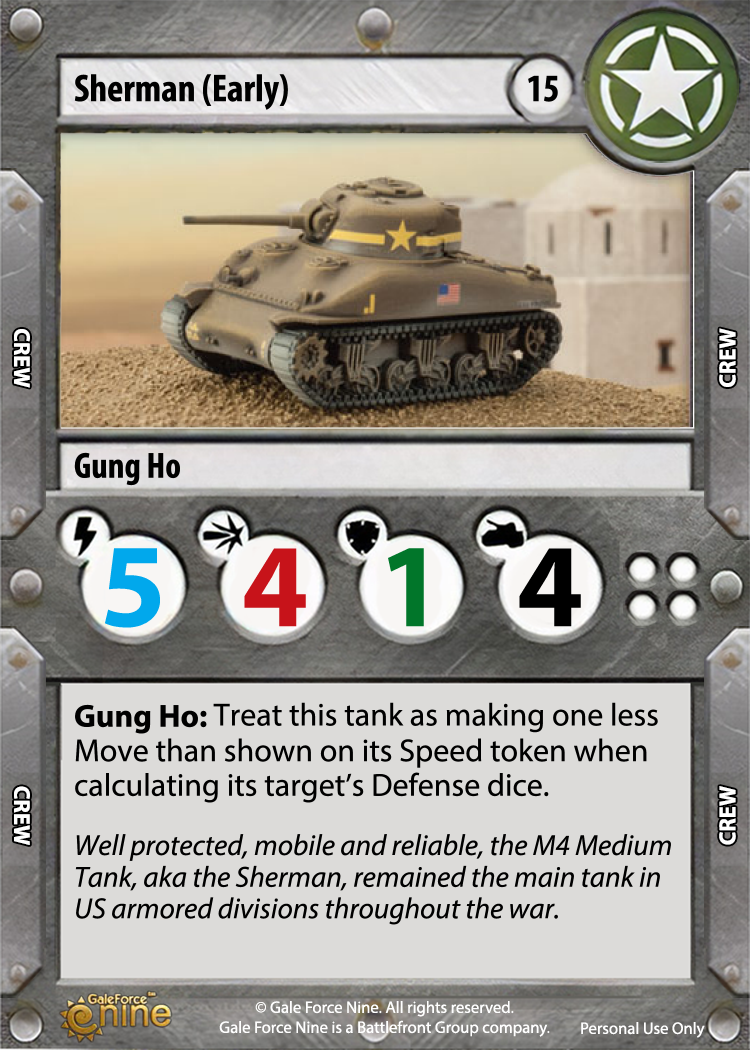 Sherman (Early)
15
CREW
CREW
J
Gung Ho
5
4
1
4
Gung Ho: Treat this tank as making one less
Move than shown on its Speed token when
calculating its target's Defense dice.
Well protected, mobile and reliable, the M4 Medium
Tank, aka the Sherman, remained the main tank in
US armored divisions throughout the war.
CREW
CREW
GaleForce™
nine
© Gale Force Nine. All rights reserved.
Gale Force Nine is a Battlefront Group company.
Personal Use Only